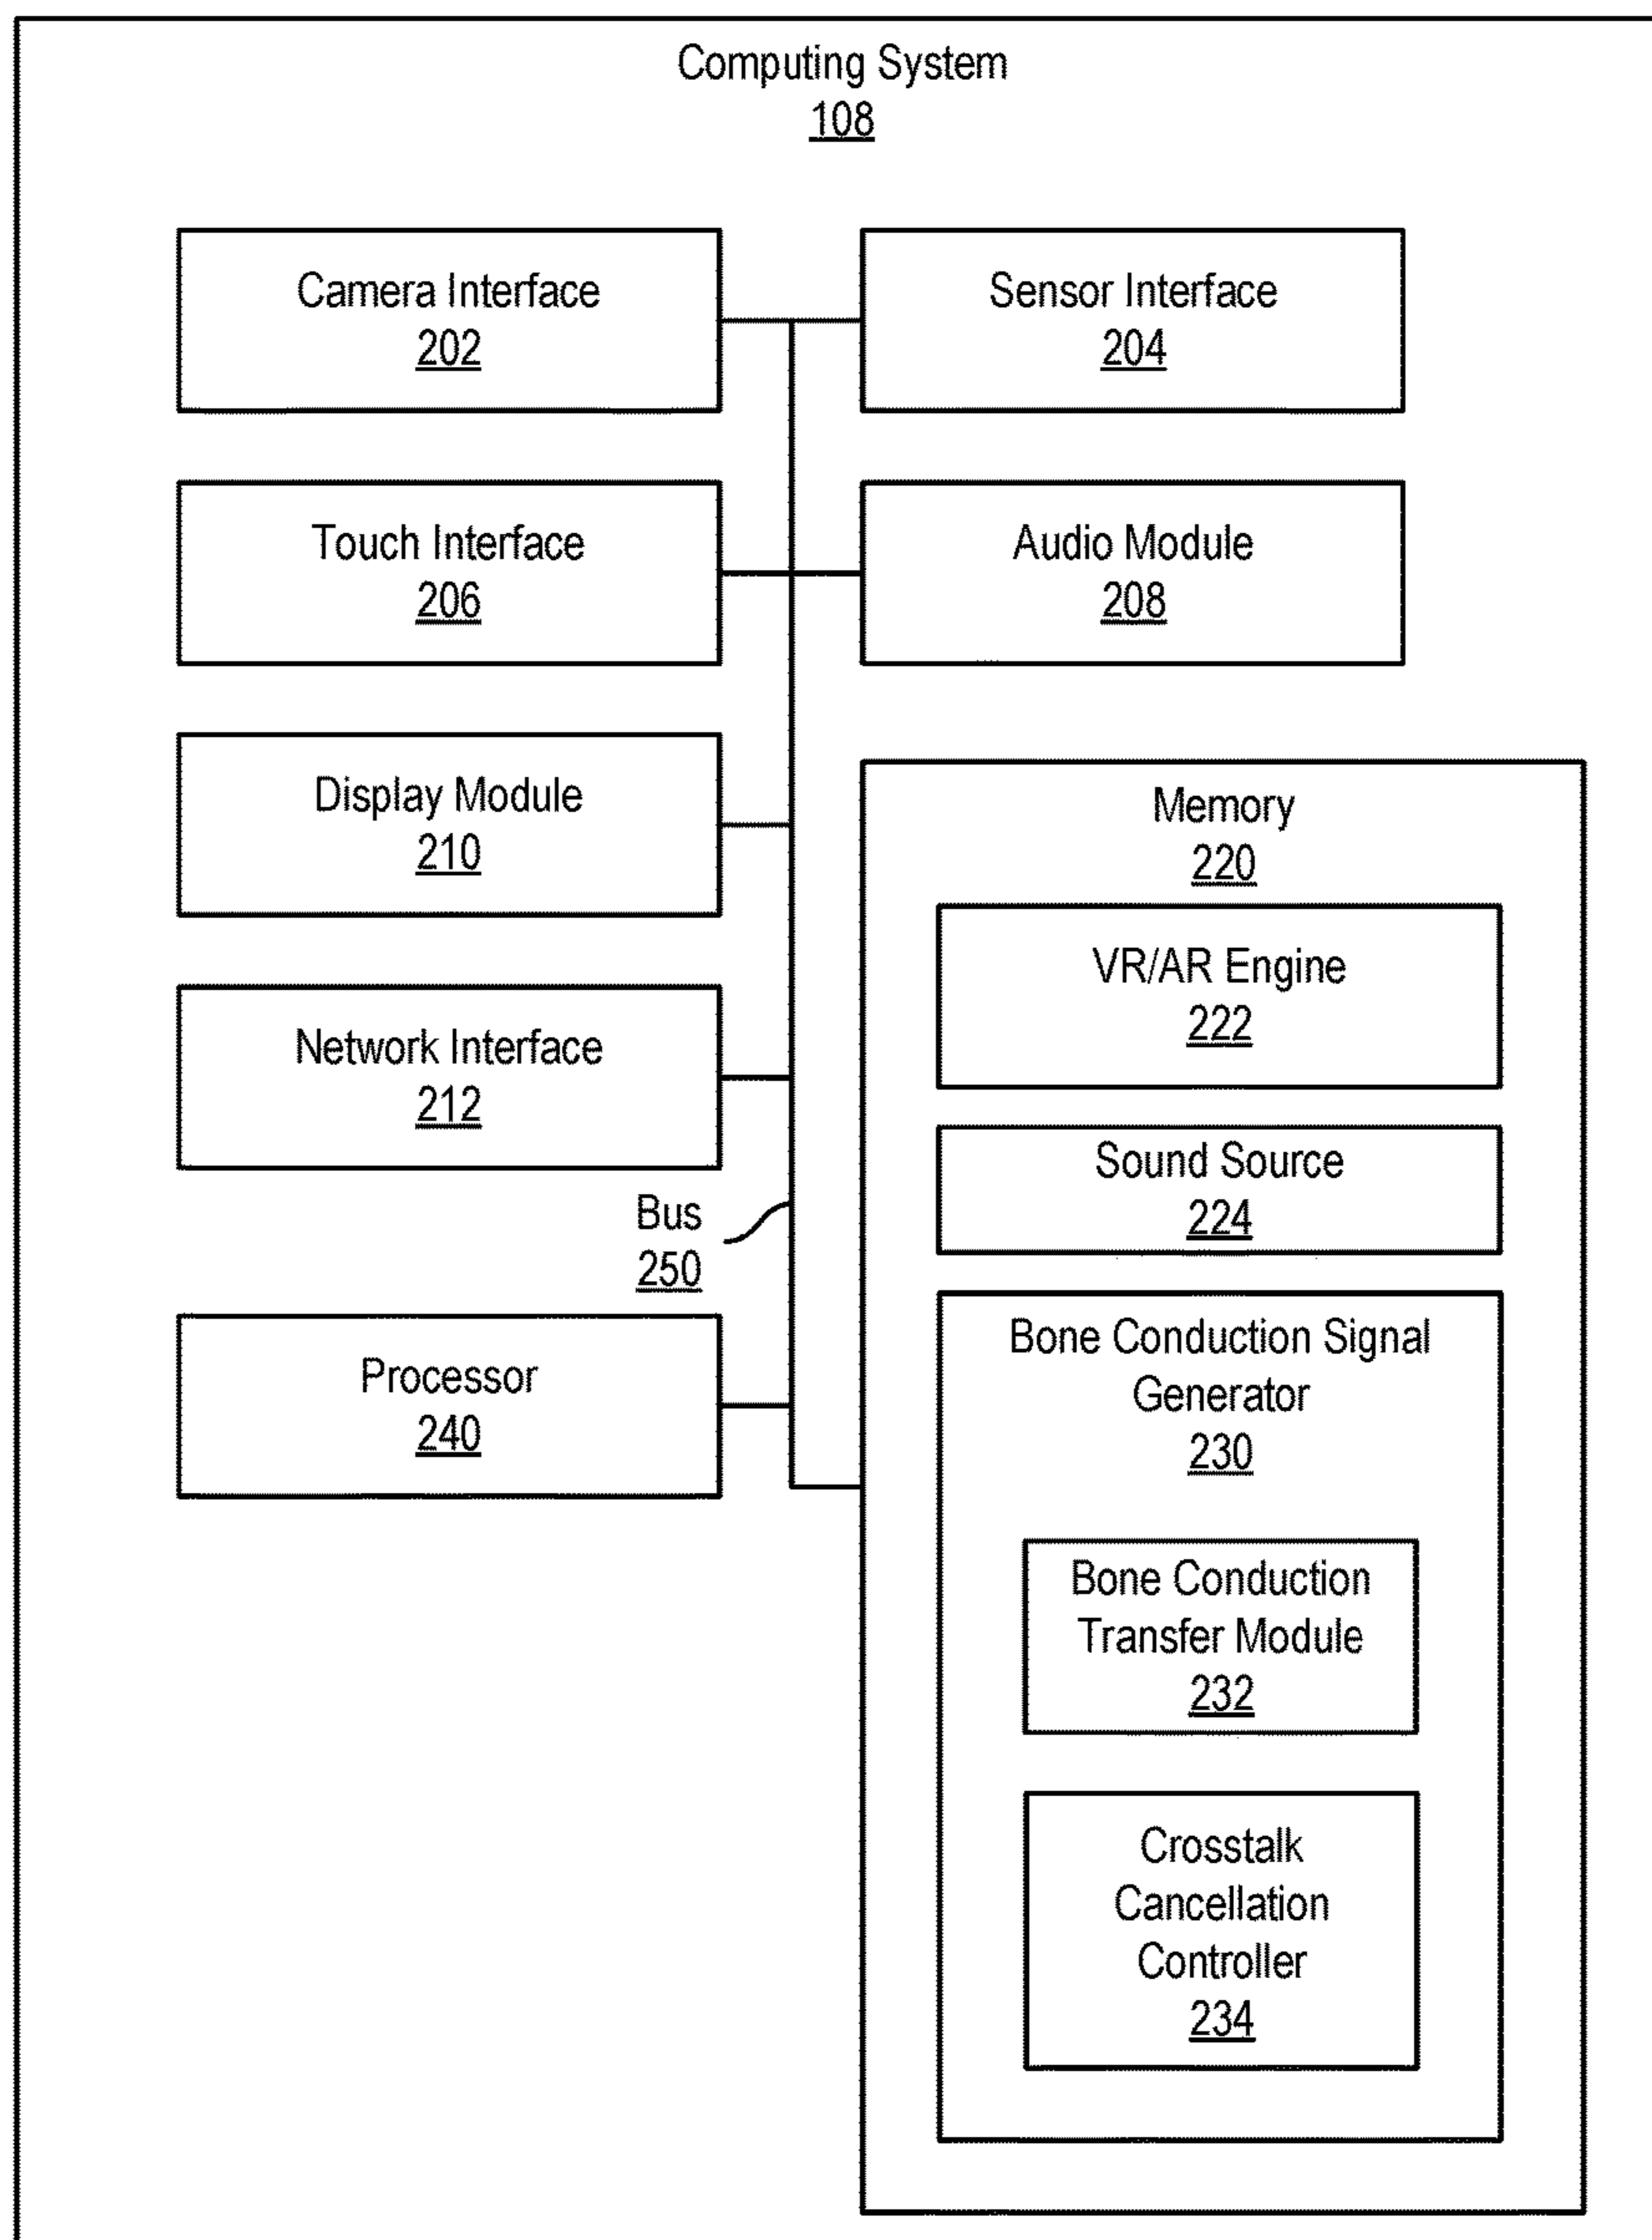 Computing System
108
Camera Interface
202
Sensor Interface
204
Touch Interface
206
Audio Module
208
Display Module
210
Memory
220
VR/AR Engine
222
Network Interface
212
Sound Source
224
Bus
250
Bone Conduction Signal
Generator
230
Processor
240
Bone Conduction
Transfer Module
232
Crosstalk
Cancellation
Controller
234